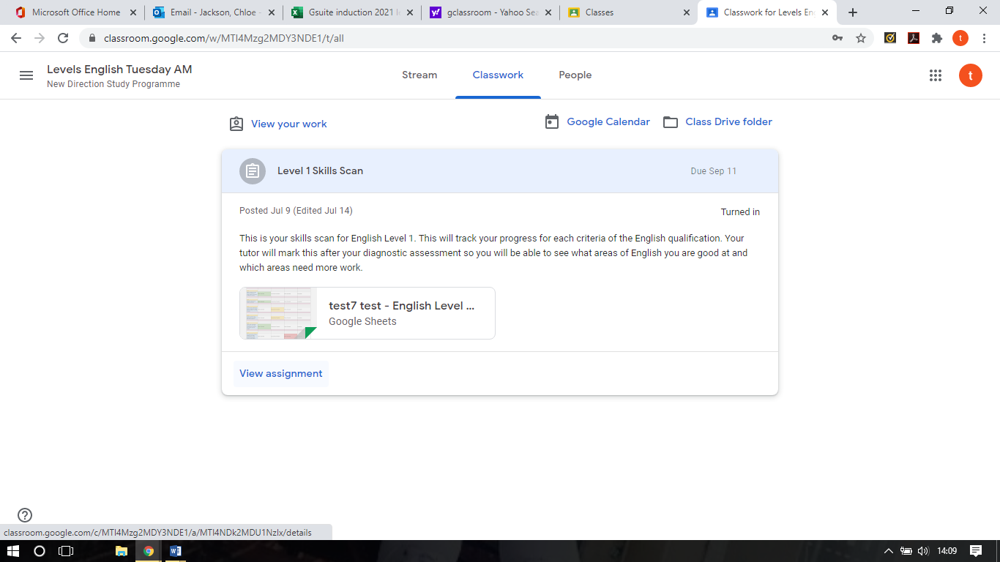 Microsoft Office Home
Email - Jackson, Chloe -
Gsuite induction 2021 l
gclassroom - Yahoo Sea
Classes
Classwork for Levels En
classroom.google.com/w/MTI4Mzg2MDY3NDE1/t/all
t
Levels English Tuesday AM
New Direction Study Programme
Stream
Classwork
People
t
View your work
Google Calendar
Class Drive folder
Level 1 Skills Scan
Due Sep 11
Posted Jul 9 (Edited Jul 14)
Turned in
This is your skills scan for English Level 1. This will track your progress for each criteria of the English qualification. Your
tutor will mark this after your diagnostic assessment so you will be able to see what areas of English you are good at and
which areas need more work.
test7 test - English Level ...
Google Sheets
View assignment
classroom.google.com/c/MTI4Mzg2MDY3NDE1/a/MTI4NDk2MDU1NzIx/details
14:09